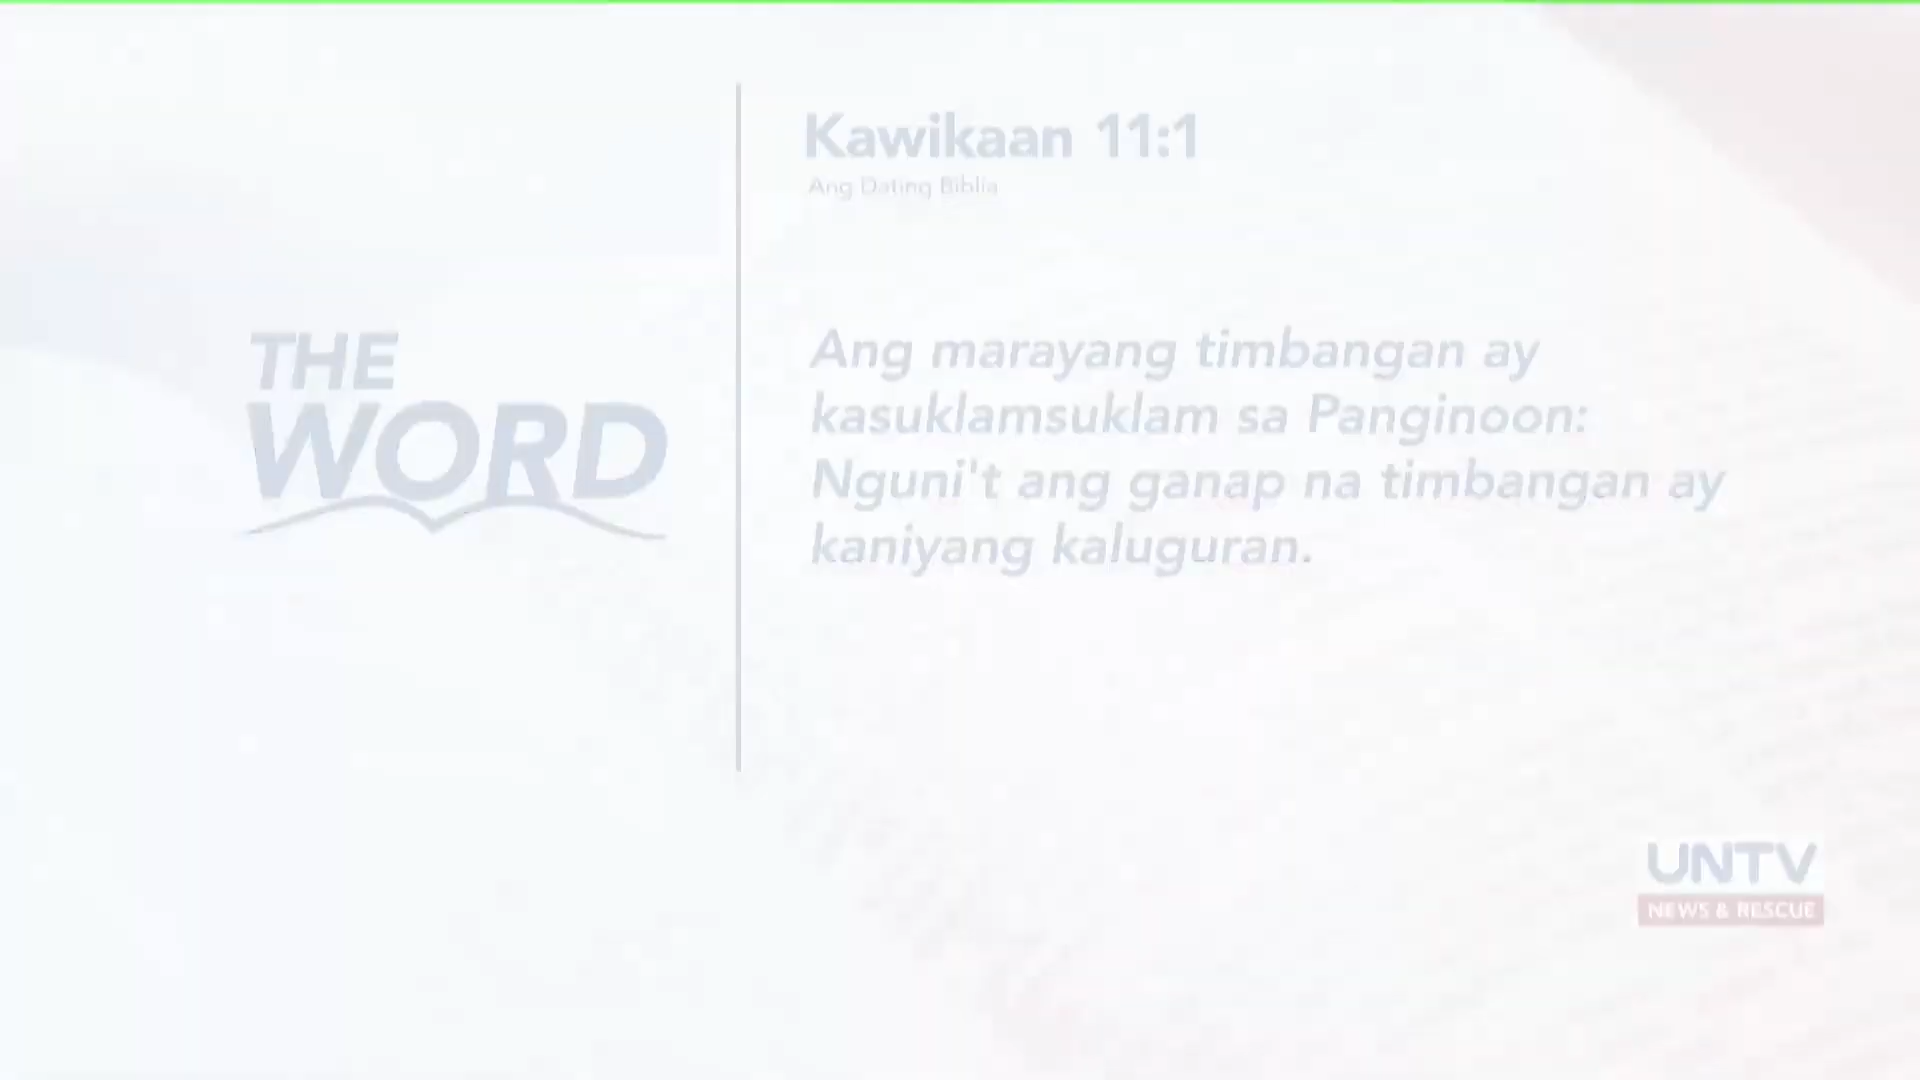 THE
WORD
Kawikaan 11:1
Ang Dating Biblia
Ang marayang timbangan ay
kasuklamsuklam sa Panginoon:
Nguni't ang ganap na timbangan ay
kaniyang kaluguran.
UNTV
NEWS & RESCUE